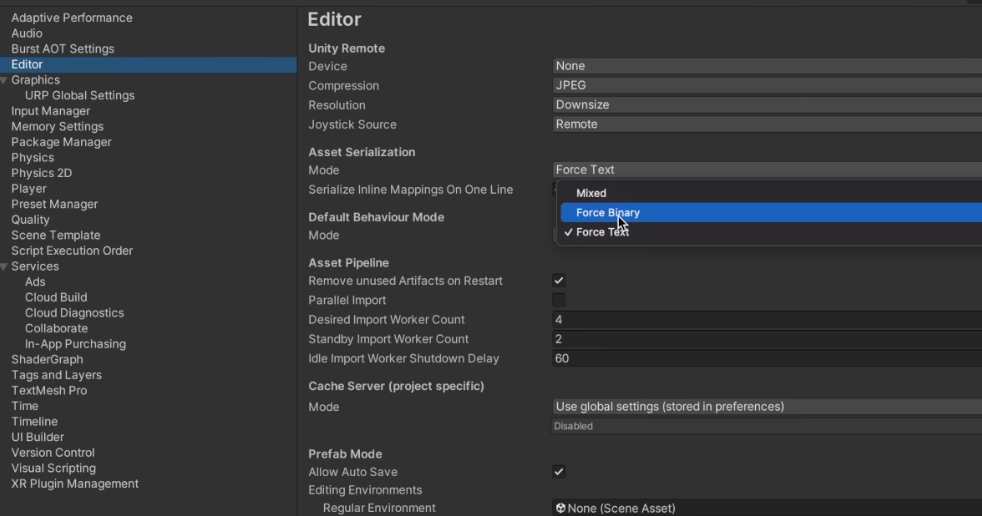 Adaptive Performance
Audio
Burst AOT Settings
Editor
Graphics
URP Global Settings
Input Manager
Memory Settings
Package Manager
Physics
Physics 2D
Player
Preset Manager
Quality
Scene Template
Script Execution Order
Services
Ads
Cloud Build
Cloud Diagnostics
Collaborate
In-App Purchasing
ShaderGraph
Tags and Layers
TextMesh Pro
Time
Timeline
UI Builder
Version Control
Visual Scripting
XR Plugin Management
Editor
Unity Remote
Device None
Compression JPEG
Resolution Downsize
Joystick Source Remote
Asset Serialization
Mode Force Text
Serialize Inline Mappings On One Line
Mixed
Force Binary
Force Text
Default Behaviour Mode
Mode
Asset Pipeline
Remove unused Artifacts on Restart
Parallel Import
Desired Import Worker Count 4
Standby Import Worker Count 2
Idle Import Worker Shutdown Delay 60
Cache Server (project specific)
Mode Use global settings (stored in preferences)
Disabled
Prefab Mode
Allow Auto Save
Editing Environments
Regular Environment None (Scene Asset)